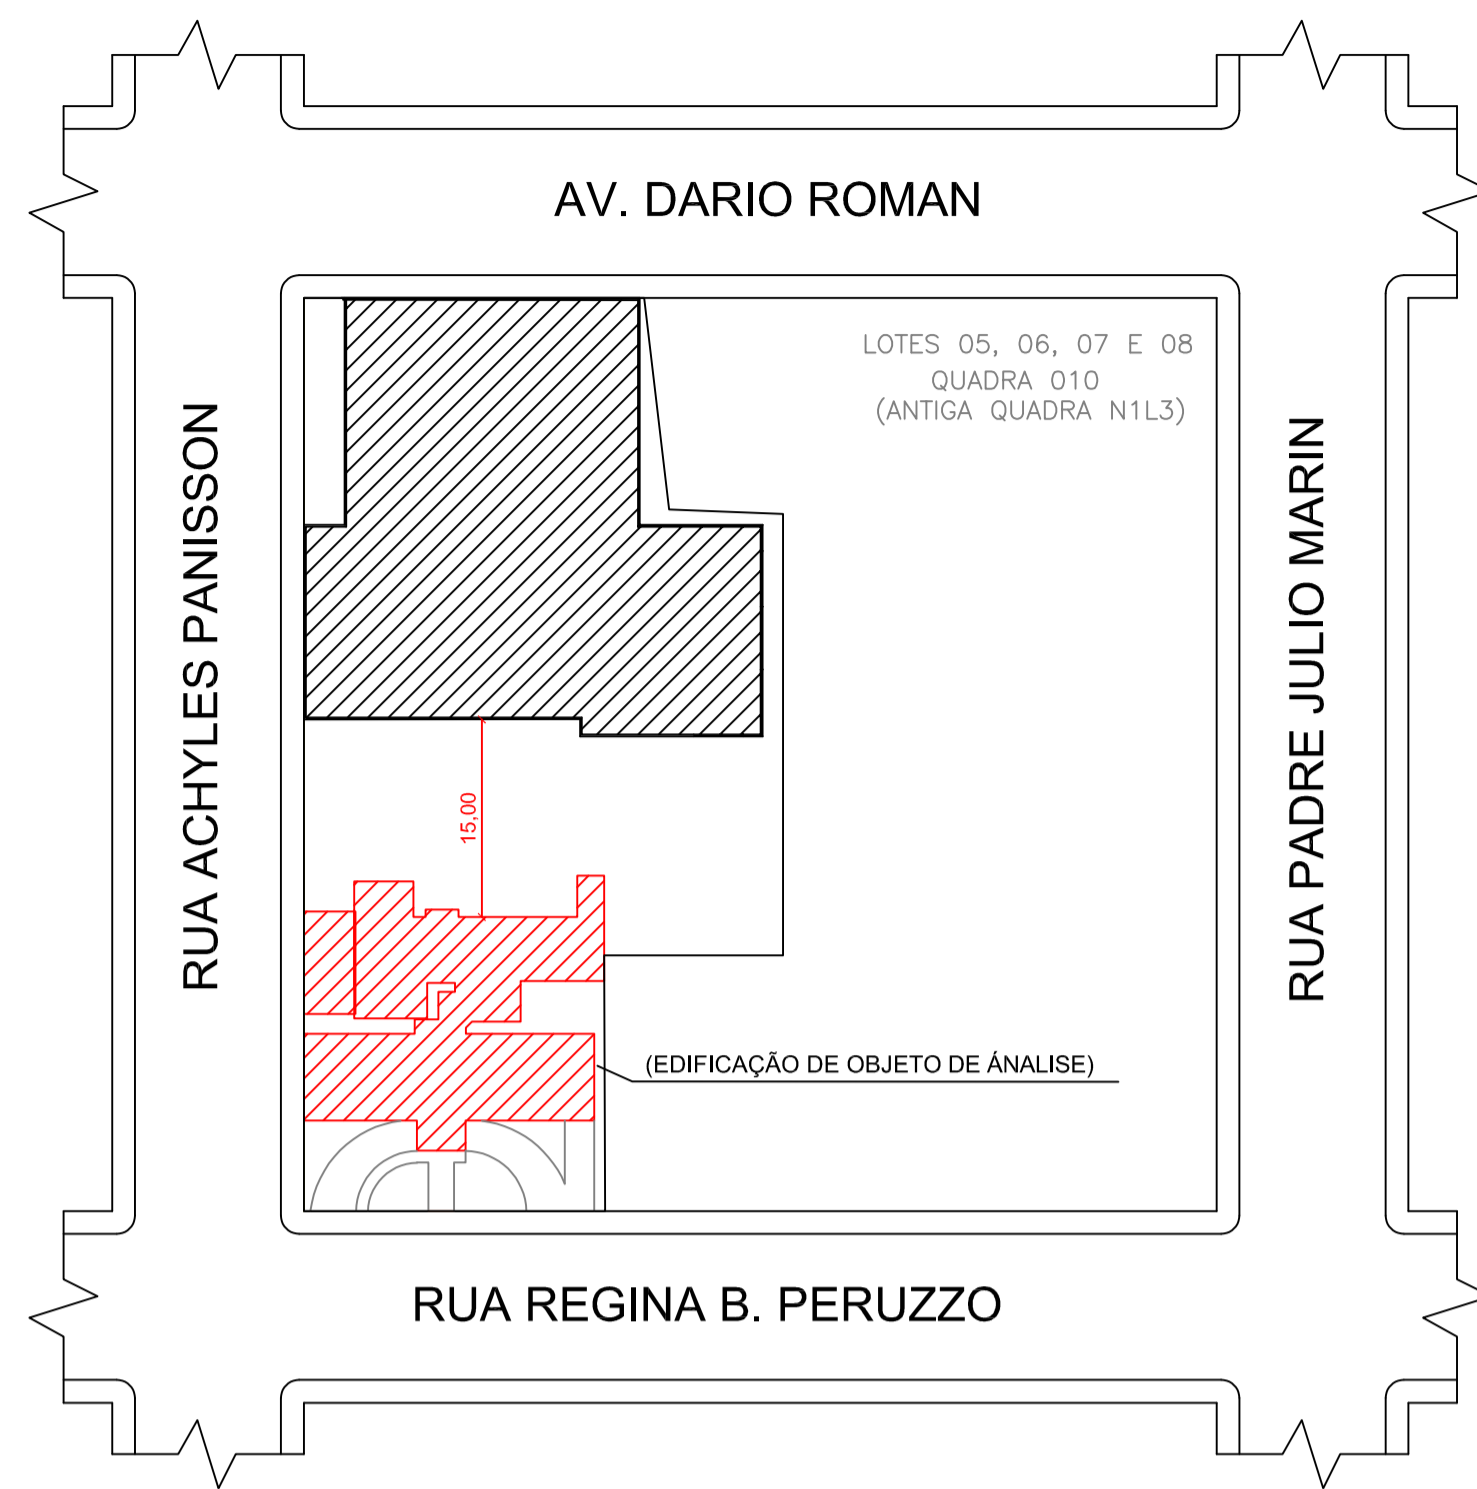 AV. DARIO ROMAN
LOTES 05, 06, 07 E 08
QUADRA 010
(ANTIGA QUADRA N1L3)
RUA ACHYLES PANISSON
RUA PADRE JULIO MARIN
15,00
(EDIFICAÇÃO DE OBJETO DE ÁNALISE)
RUA REGINA B. PERUZZO